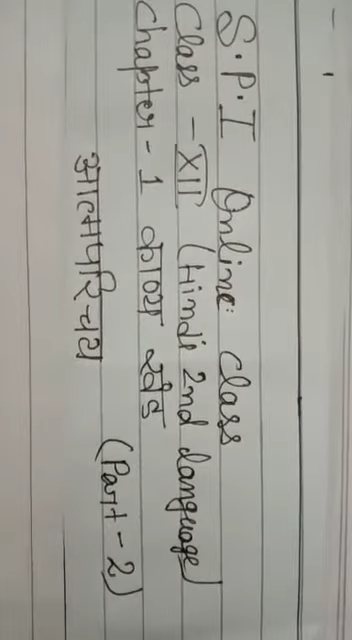 S.P.I Online class
Class - XII (Hindi 2nd Language)
Chapter - 1 काव्य खंड
आत्मपरिचय (Part - 2)